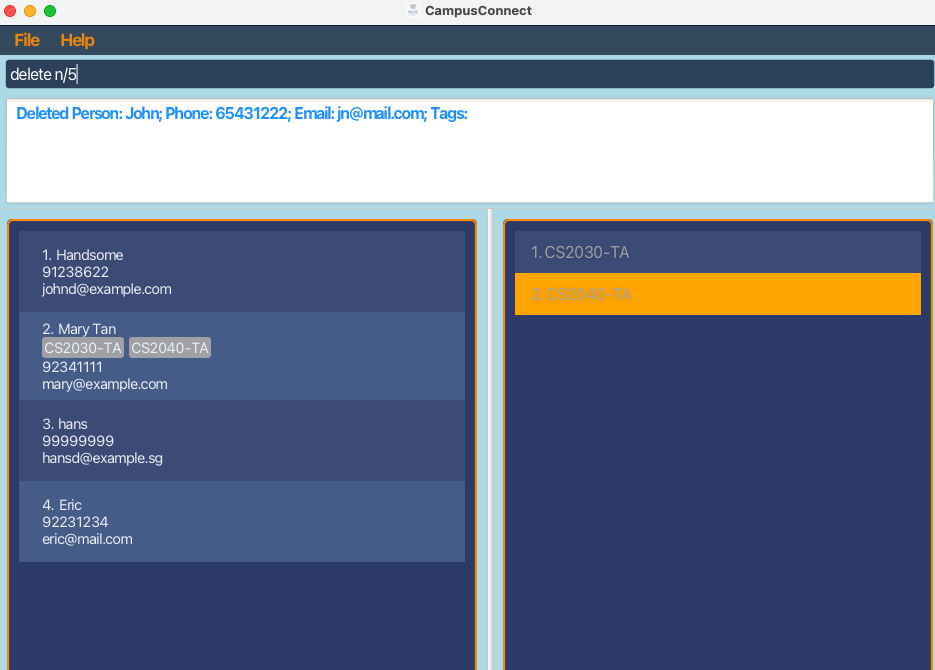 CampusConnect
File Help
delete n/5
Deleted Person: John; Phone: 65431222; Email: jn@mail.com; Tags:
1. Handsome
91238622
johnd@example.com
2. Mary Tan
CS2030-TA CS2040-TA
92341111
mary@example.com
3. hans
99999999
hansd@example.sg
4. Eric
92231234
eric@mail.com
1. CS2030-TA
2. CS2040-TA